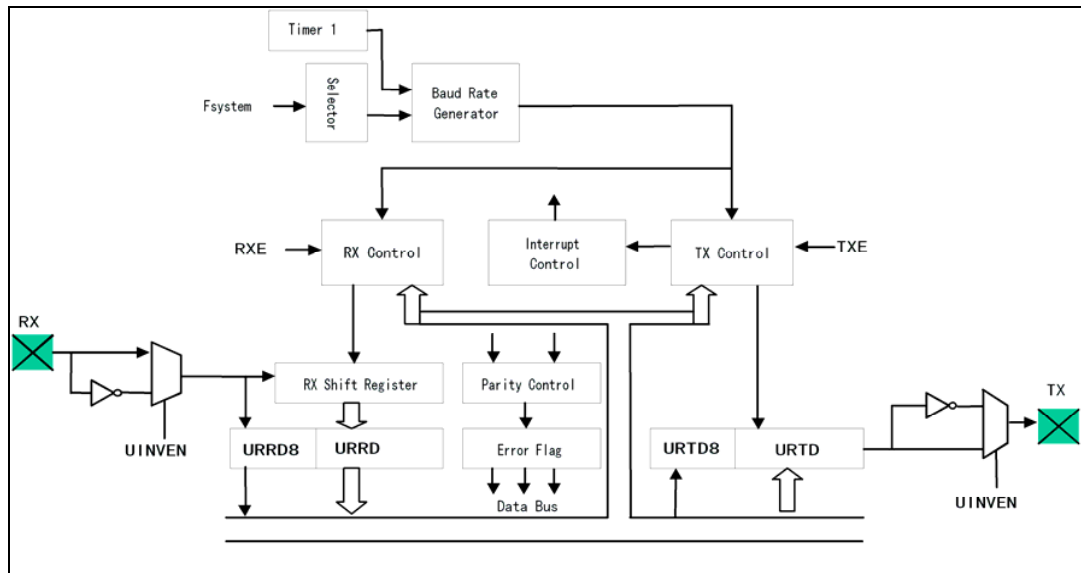 Timer 1
Fsystem
Selector
Baud Rate
Generator
RXE
RX Control
Interrupt
Control
TX Control
TXE
RX
RX Shift Register
Parity Control
TX
UINVEN
URRD8
URRD
Error Flag
URTD8
URTD
UINVEN
Data Bus